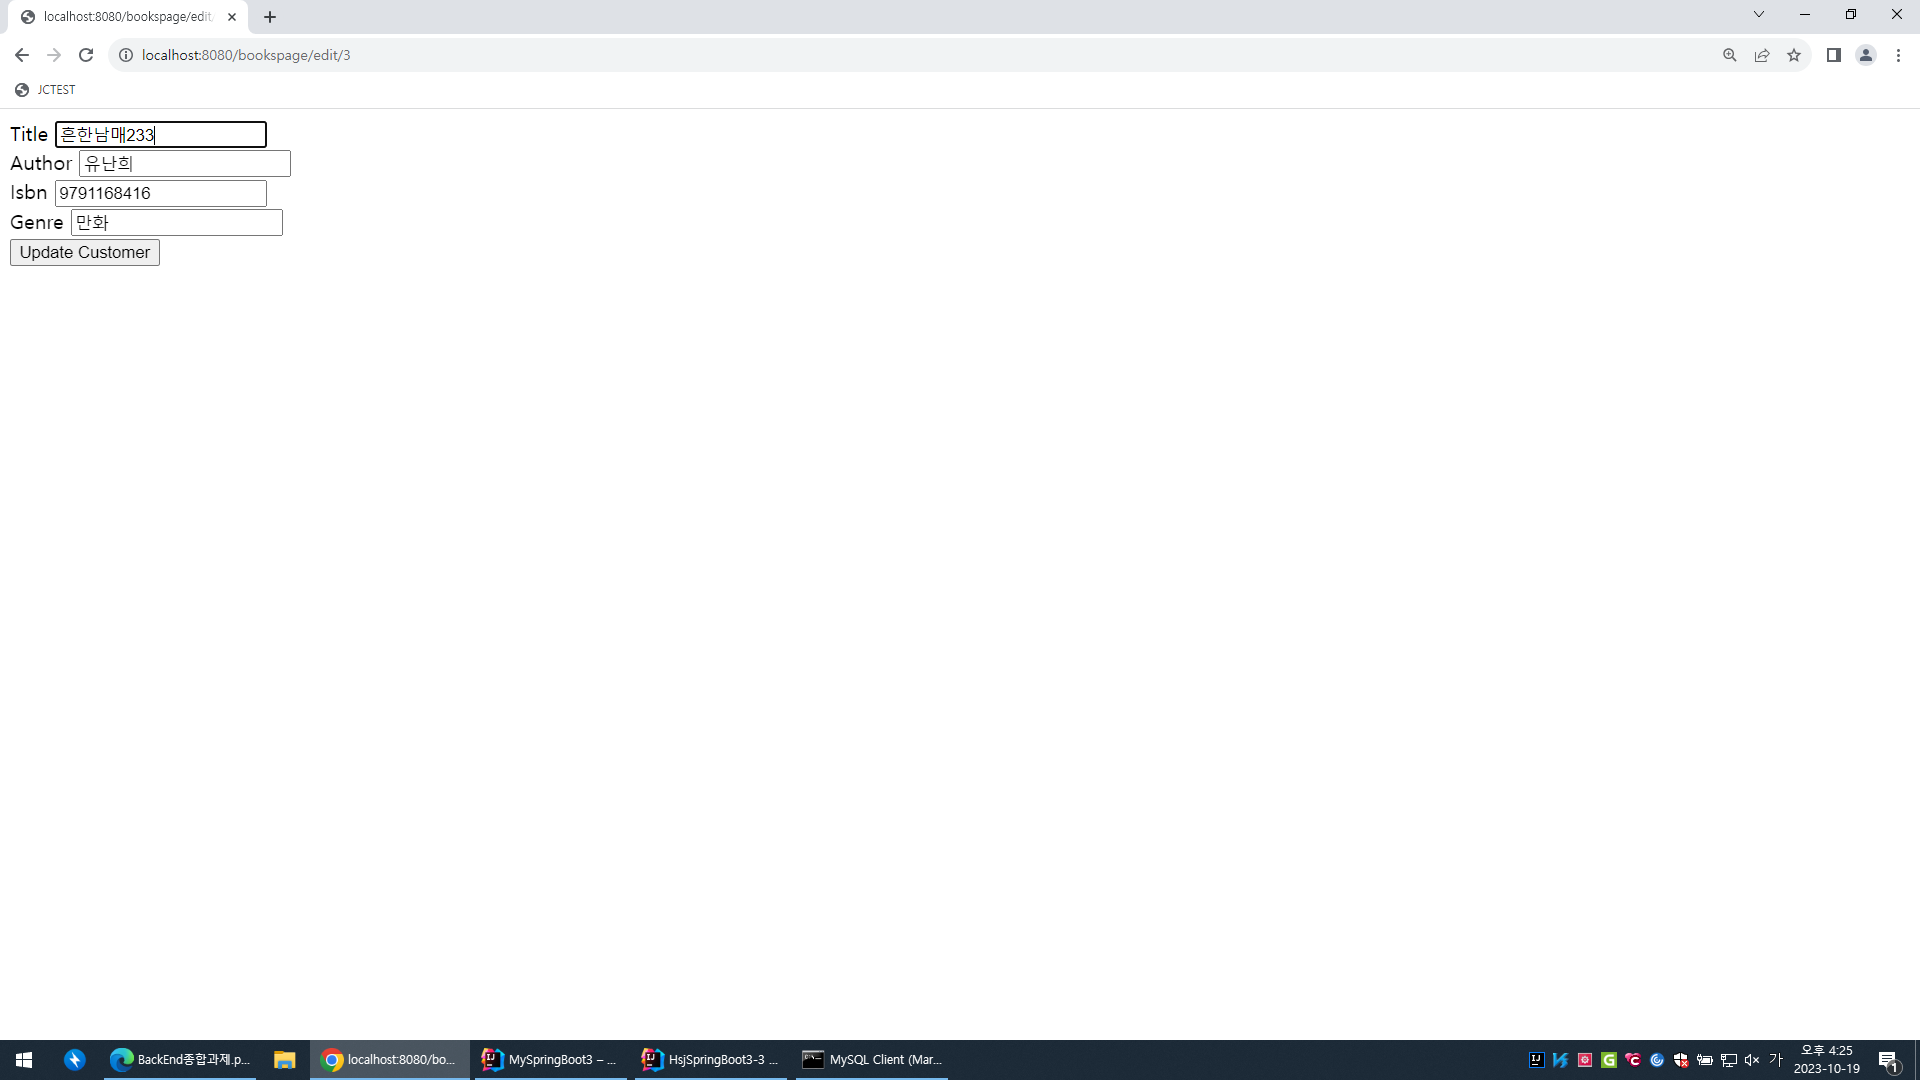 localhost:8080/bookspage/edit/
localhost:8080/bookspage/edit/3
JCTEST
Title 흔한남매233
Author 유난희
Isbn 9791168416
Genre 만화
Update Customer
BackEnd종합과제.p...
localhost:8080/bo...
MySpringBoot3 – ...
HsjSpringBoot3-3 ...
MySQL Client (Mar...
가
오후 4:25
2023-10-19
1